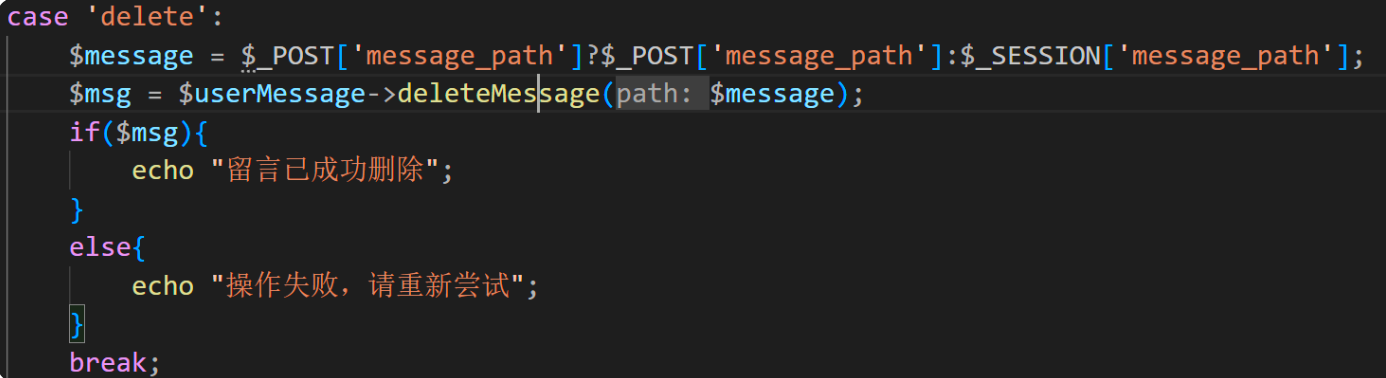 case 'delete':
$message = $_POST['message_path']?$_POST['message_path']:$_SESSION['message_path'];
$msg = $userMessage->deleteMessage(path: $message);
if($msg){
echo "留言已成功删除";
}
else{
echo "操作失败，请重新尝试";
}
break;